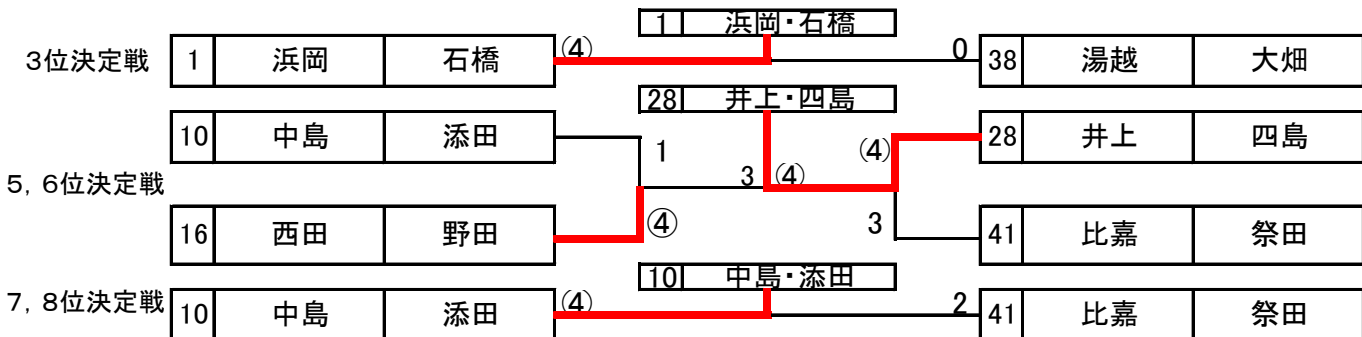 1 浜岡・石橋
3位決定戦 1 浜岡 石橋 (4) 0 38 湯越 大畑
28 井上・四島
10 中島 添田 1 (4) 28 井上 四島
5，6位決定戦 3 (4)
16 西田 野田 ④ 3 41 比嘉 祭田
10 中島・添田
7，8位決定戦 10 中島 添田 (4) 2 41 比嘉 祭田